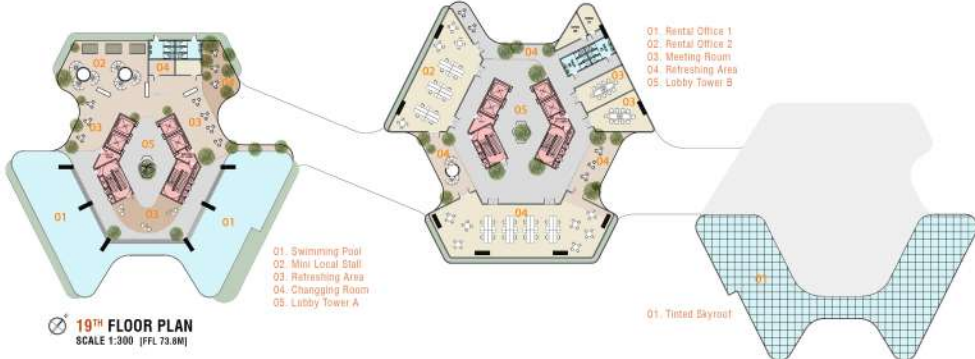 01. Rental Office 1
02. Rental Office 2
03. Meeting Room
04. Refreshing Area
05. Lobby Tower B
02
04
03
03
05
01
01
03
04
02
05
03
03
04
04
04
01
01. Swimming Pool
02. Mini Local Stall
03. Refreshing Area
04. Changging Room
05. Lobby Tower A
01. Tinted Skyroof
19TH FLOOR PLAN
SCALE 1:300 [FFL 73.8M]